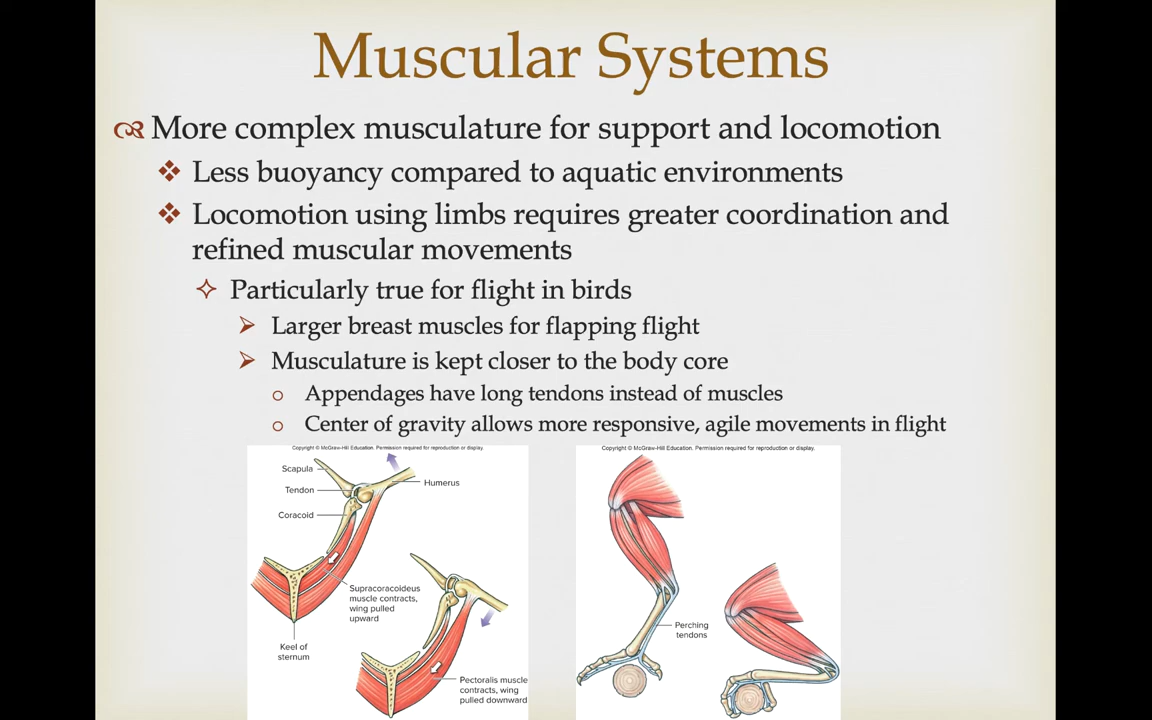 Muscular Systems
More complex musculature for support and locomotion
Less buoyancy compared to aquatic environments
Locomotion using limbs requires greater coordination and
refined muscular movements
Particularly true for flight in birds
Larger breast muscles for flapping flight
Musculature is kept closer to the body core
Appendages have long tendons instead of muscles
Center of gravity allows more responsive, agile movements in flight
Copyright © McGraw-Hill Education. Permission required for reproduction or display.
Scapula
Tendon
Coracoid
Humerus
Supracoracoideus
muscle contracts,
wing pulled
upward
Keel of
sternum
Pectoralis muscle
contracts, wing
pulled downward
Copyright © McGraw-Hill Education. Permission required for reproduction or display.
Perching
tendons